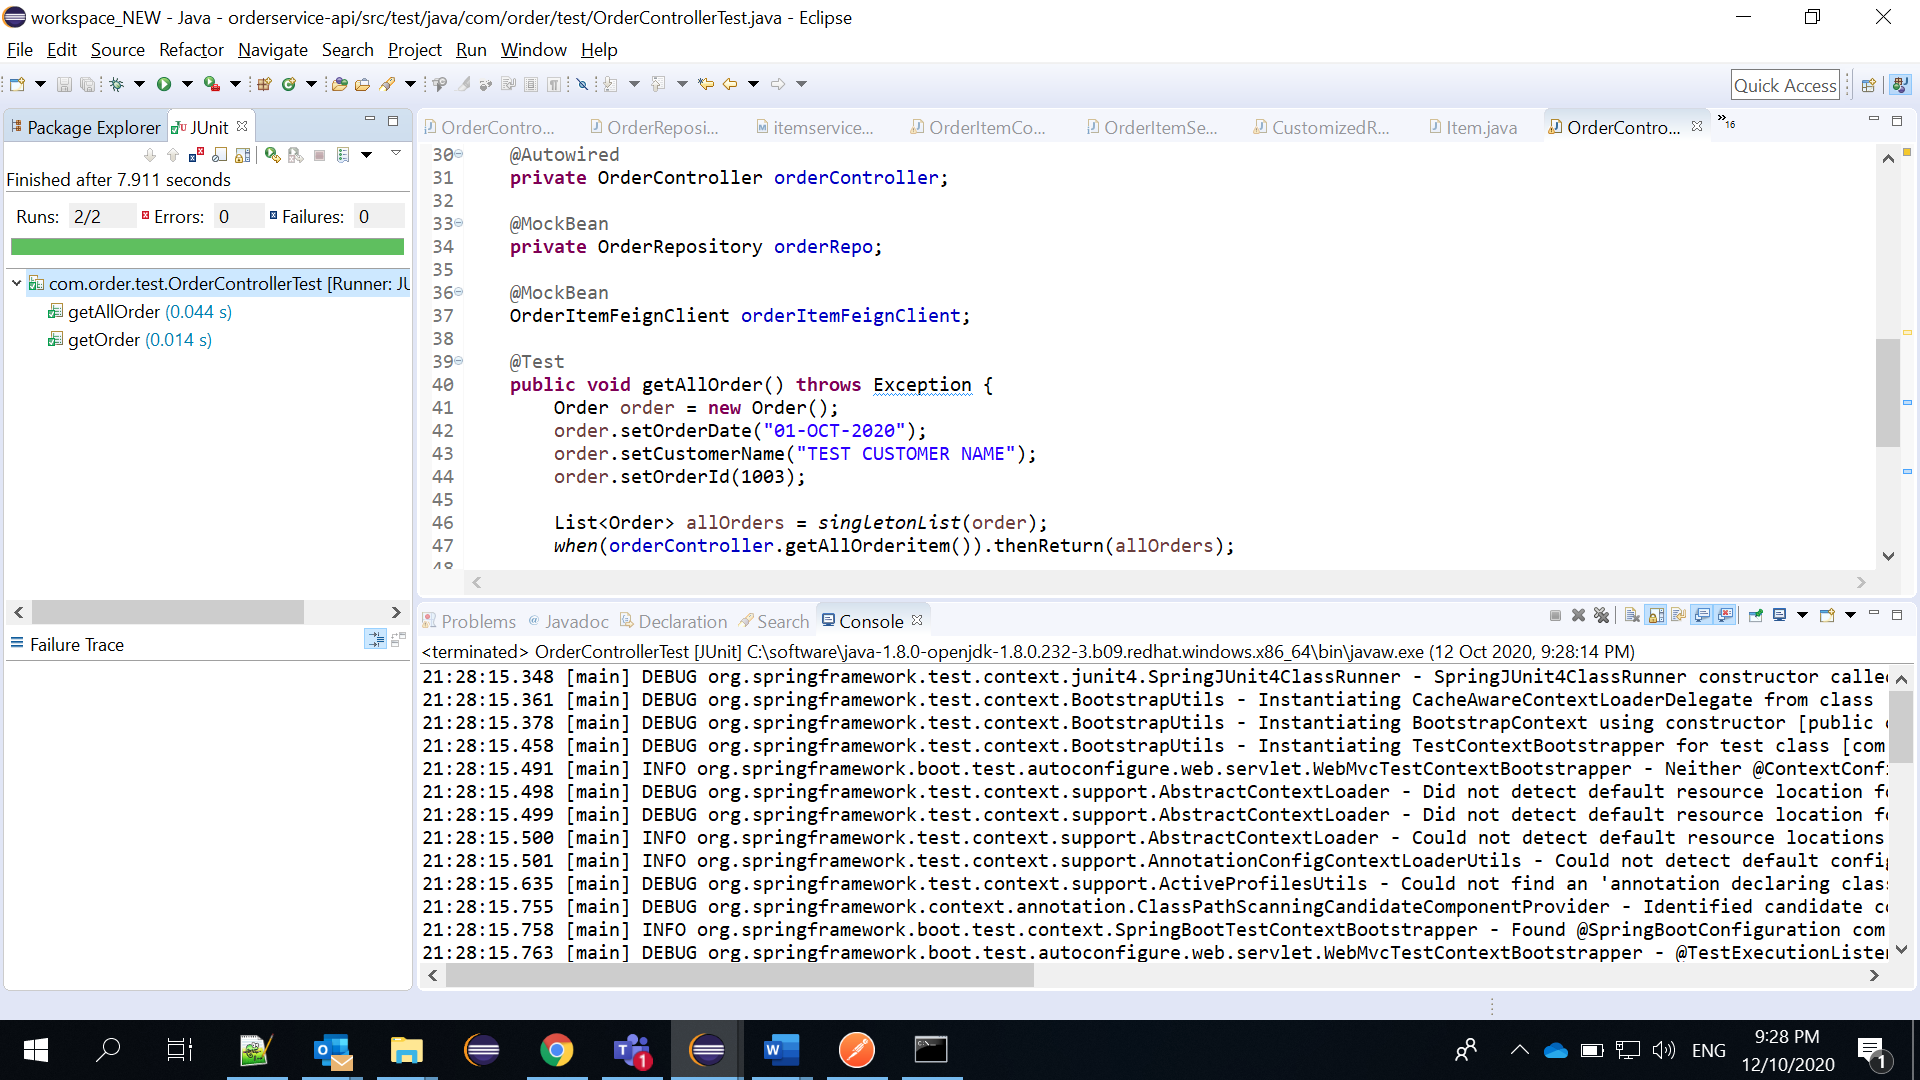 workspace_NEW - Java - orderservice-api/src/test/java/com/order/test/OrderControllerTest.java - Eclipse
File Edit Source Refactor Navigate Search Project Run Window Help
Quick Access
Package Explorer JUnit
Finished after 7.911 seconds
Runs: 2/2 Errors: 0 Failures: 0
com.order.test.OrderControllerTest [Runner: JU
getAllOrder (0.044 s)
getOrder (0.014 s)
Failure Trace
OrderContro... OrderReposi... itemservice... OrderItemCo... OrderItemSe... CustomizedR... Item.java OrderContro... »16
30 @Autowired
31 private OrderController orderController;
32
33 @MockBean
34 private OrderRepository orderRepo;
35
36 @MockBean
37 OrderItemFeignClient orderItemFeignClient;
38
39 @Test
40 public void getAllOrder() throws Exception {
41 Order order = new Order();
42 order.setOrderDate("01-OCT-2020");
43 order.setCustomerName("TEST CUSTOMER NAME");
44 order.setOrderId(1003);
45
46 List<Order> allOrders = singletonList(order);
47 when(orderController.getAllOrderitem()).thenReturn(allOrders);
48
Problems @ Javadoc Declaration Search Console
<terminated> OrderControllerTest [JUnit] C:\software\java-1.8.0-openjdk-1.8.0.232-3.b09.redhat.windows.x86_64\bin\javaw.exe (12 Oct 2020, 9:28:14 PM)
21:28:15.348 [main] DEBUG org.springframework.test.context.junit4.SpringJUnit4ClassRunner - SpringJUnit4ClassRunner constructor calle
21:28:15.361 [main] DEBUG org.springframework.test.context.BootstrapUtils - Instantiating CacheAwareContextLoaderDelegate from class
21:28:15.378 [main] DEBUG org.springframework.test.context.BootstrapUtils - Instantiating BootstrapContext using constructor [public
21:28:15.458 [main] DEBUG org.springframework.test.context.BootstrapUtils - Instantiating TestContextBootstrapper for test class [com
21:28:15.491 [main] INFO org.springframework.boot.test.autoconfigure.web.servlet.WebMvcTestContextBootstrapper - Neither @ContextConf
21:28:15.498 [main] DEBUG org.springframework.test.context.support.AbstractContextLoader - Did not detect default resource location f
21:28:15.499 [main] DEBUG org.springframework.test.context.support.AbstractContextLoader - Did not detect default resource location f
21:28:15.500 [main] INFO org.springframework.test.context.support.AbstractContextLoader - Could not detect default resource locations
21:28:15.501 [main] INFO org.springframework.test.context.support.AnnotationConfigContextLoaderUtils - Could not detect default confi
21:28:15.635 [main] DEBUG org.springframework.test.context.support.ActiveProfilesUtils - Could not find an 'annotation declaring clas
21:28:15.755 [main] DEBUG org.springframework.context.annotation.ClassPathScanningCandidateComponentProvider - Identified candidate c
21:28:15.758 [main] INFO org.springframework.boot.test.context.SpringBootTestContextBootstrapper - Found @SpringBootConfiguration com
21:28:15.763 [main] DEBUG org.springframework.boot.test.autoconfigure.web.servlet.WebMvcTestContextBootstrapper - @TestExecutionListe
1
ENG
9:28 PM
12/10/2020
1